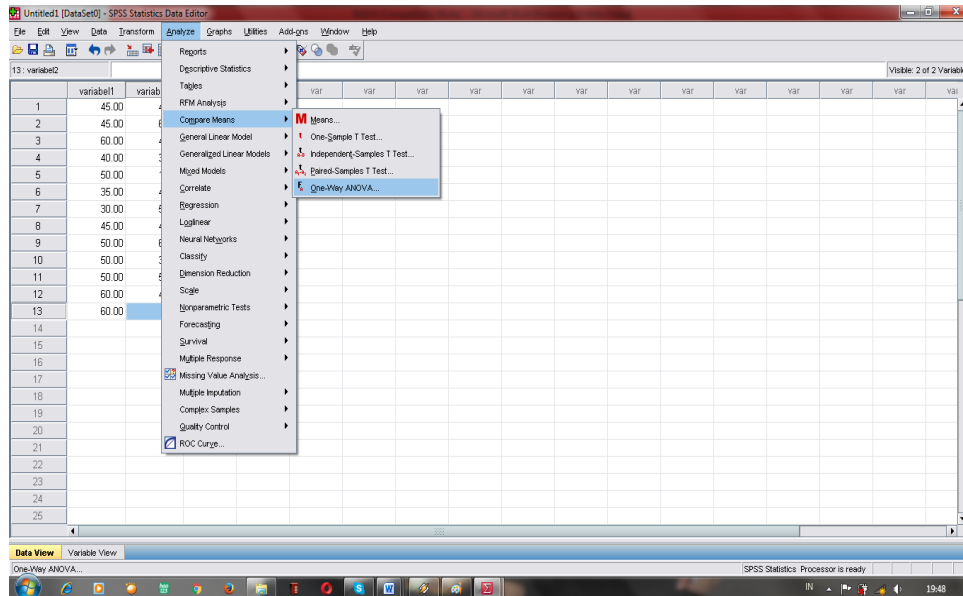 Untitled1 [DataSet0] - SPSS Statistics Data Editor
File Edit View Data Transform Analyze Graphs Utilities Add-ons Window Help
13 : variabel2
Visible: 2 of 2 Variable
variabel1 variab var var var var var var var var var var var var var
1 45.00
2 45.00
3 60.00
4 40.00
5 50.00
6 35.00
7 30.00
8 45.00
9 50.00
10 50.00
11 50.00
12 60.00
13 60.00
14
15
16
17
18
19
20
21
22
23
24
25
Reports
Descriptive Statistics
Tables
RFM Analysis
Compare Means
General Linear Model
Generalized Linear Models
Mixed Models
Correlate
Regression
Loglinear
Neural Networks
Classify
Dimension Reduction
Scale
Nonparametric Tests
Forecasting
Survival
Multiple Response
Missing Value Analysis...
Multiple Imputation
Complex Samples
Quality Control
ROC Curve...
M Means...
One-Sample T Test...
Independent-Samples T Test...
Paired-Samples T Test...
One-Way ANOVA...
Data View Variable View
One-Way ANOVA...
SPSS Statistics Processor is ready
IN 19:48